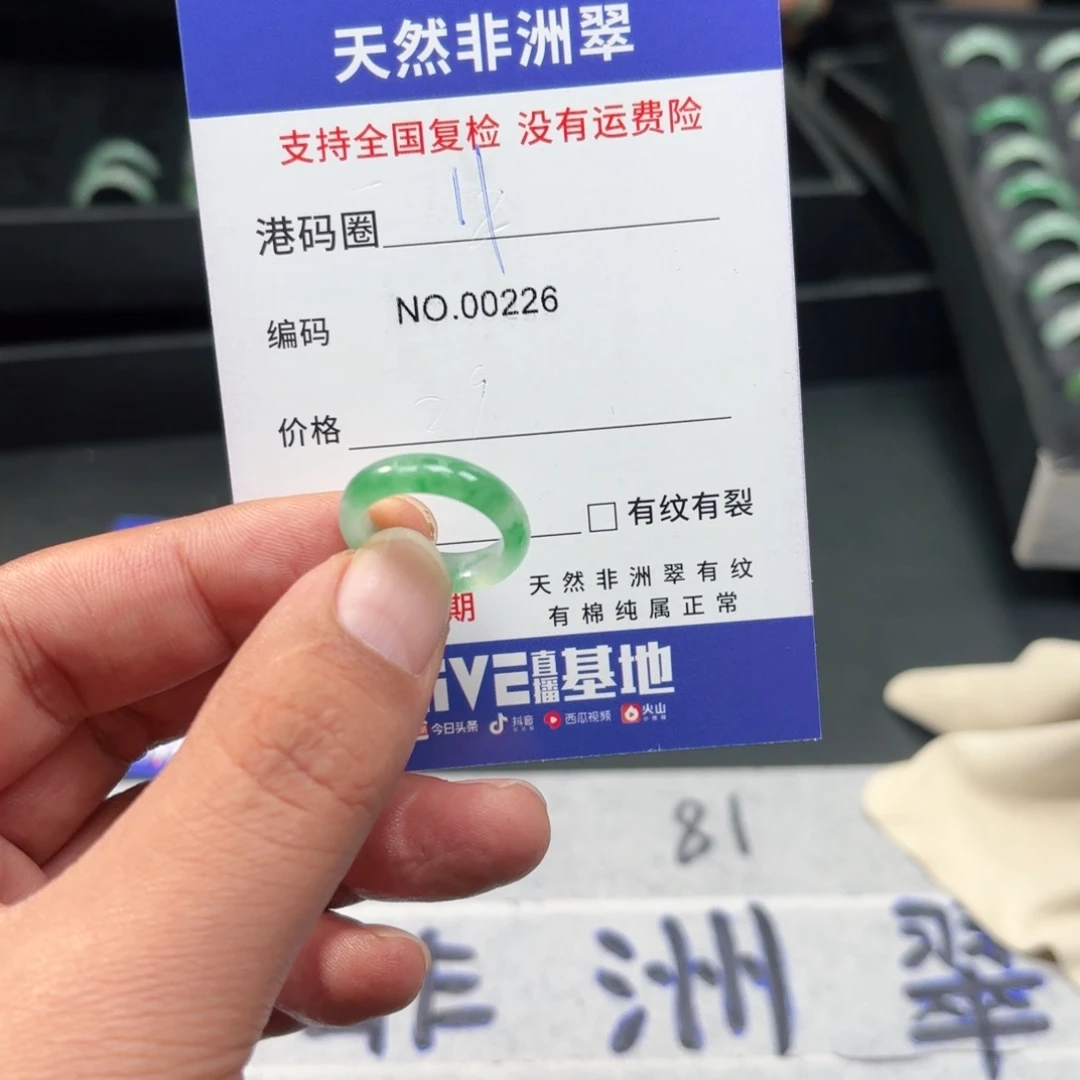 天然非洲翠
支持全国复检 没有运费险
港码圈 14
编码 NO.00226
价格
□ 有纹有裂
天然非洲翠有纹
有棉纯属正常
期
直播基地
今日头条 抖音 西瓜视频 火山
81
非洲翠